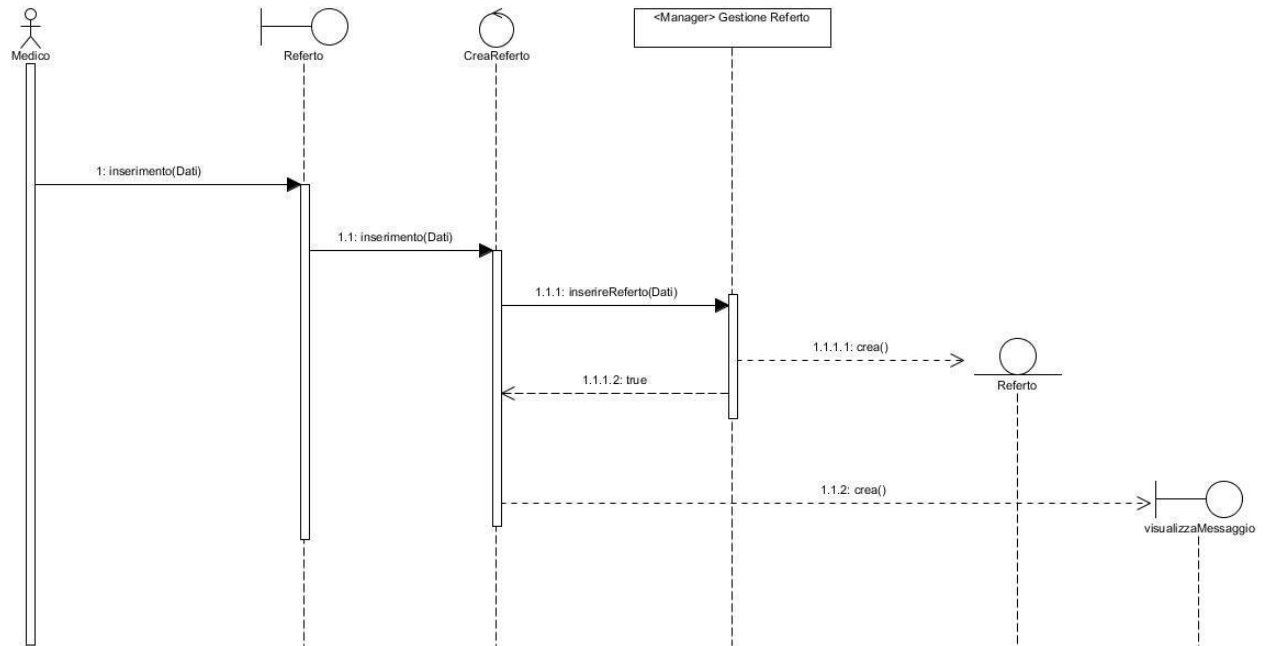 <Manager> Gestione Referto
Medico
Referto
CreaReferto
1: inserimento(Dati)
1.1: inserimento(Dati)
1.1.1: inserireReferto(Dati)
1.1.1.1: crea()
Referto
1.1.1.2: true
1.1.2: crea()
visualizzaMessaggio